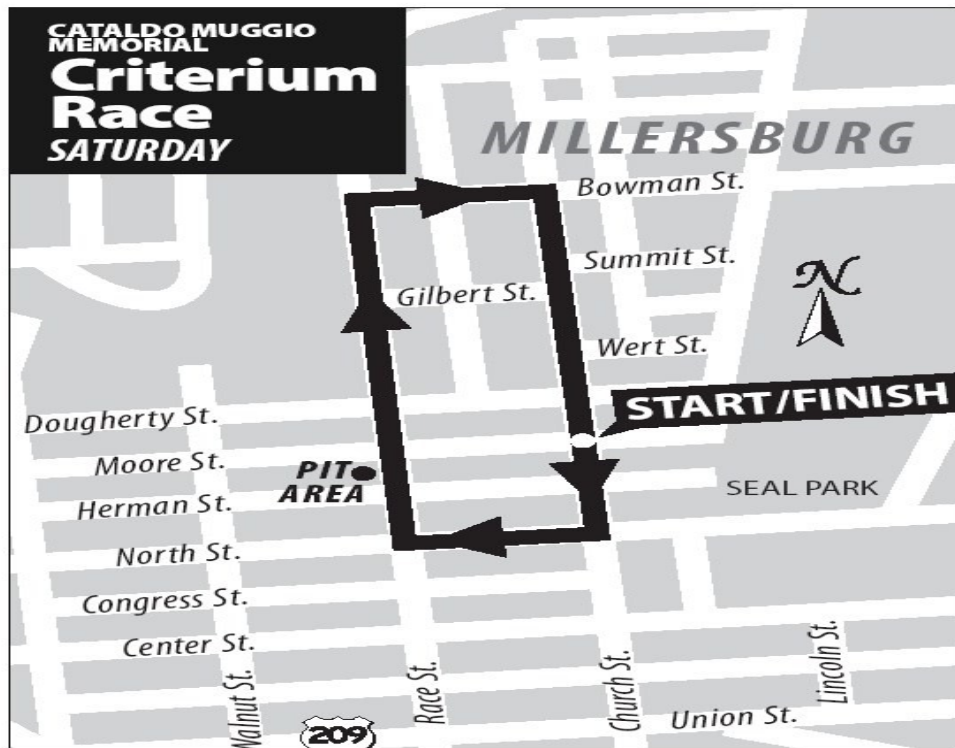 CATALDO MUGGIO
MEMORIAL
Criterium
Race
SATURDAY
MILLERSBURG
Bowman St.
Summit St.
N
Gilbert St.
Wert St.
START/FINISH
Dougherty St.
Moore St.
PIT
AREA
Herman St.
SEAL PARK
North St.
Congress St.
Center St.
Walnut St.
Race St.
Church St.
Lincoln St.
Union St.
209